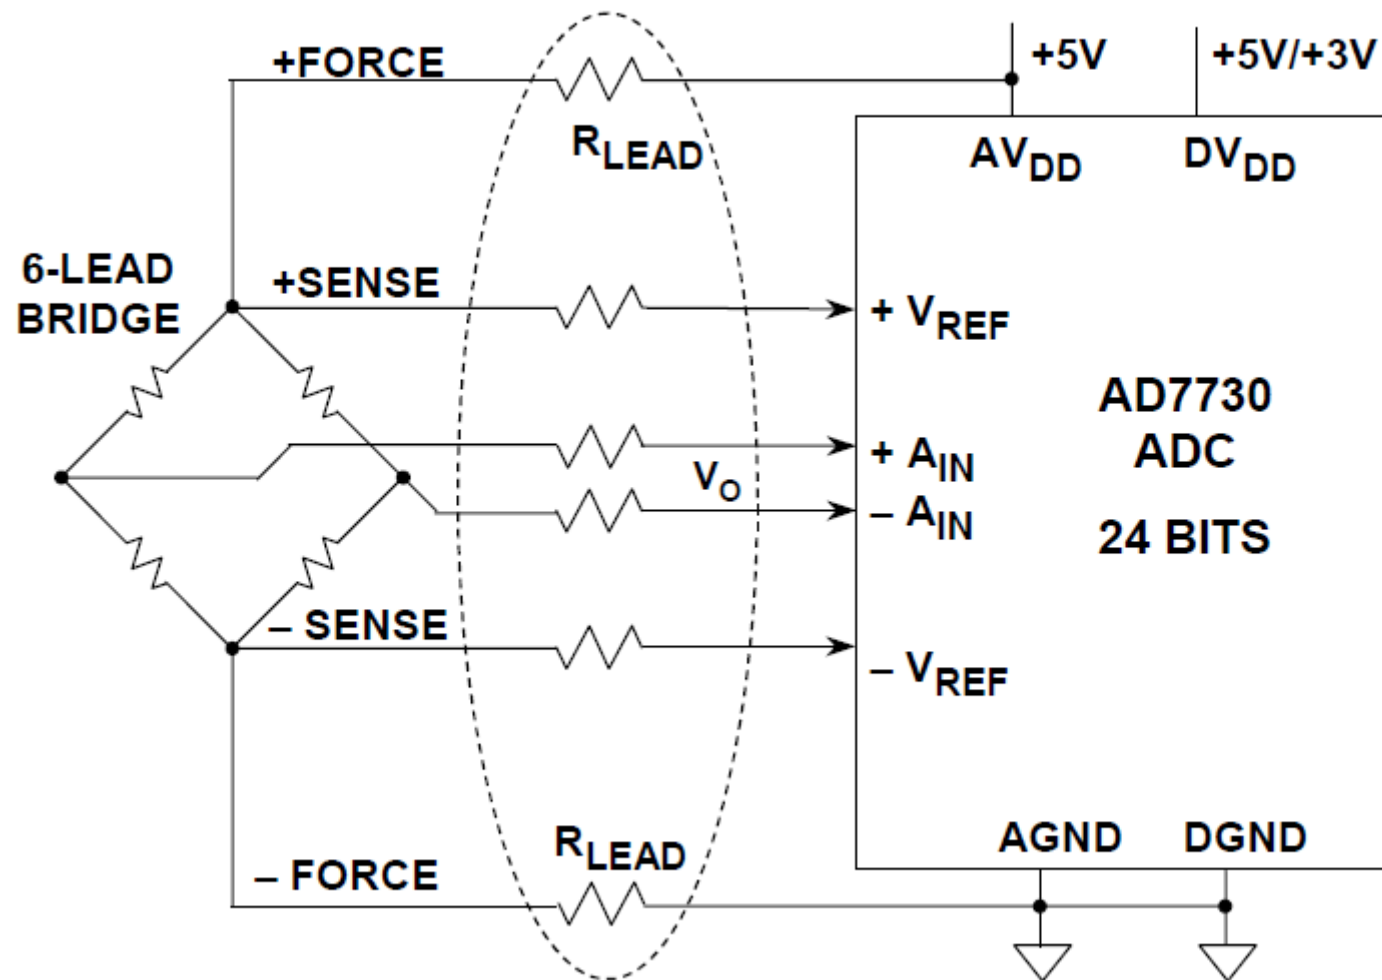 +FORCE
+5V
+5V/+3V
RLEAD
AVDD
DVDD
6-LEAD
BRIDGE
+SENSE
+ VREF
AD7730
ADC
24 BITS
+ AIN
VO
– AIN
– SENSE
– VREF
RLEAD
AGND
DGND
– FORCE